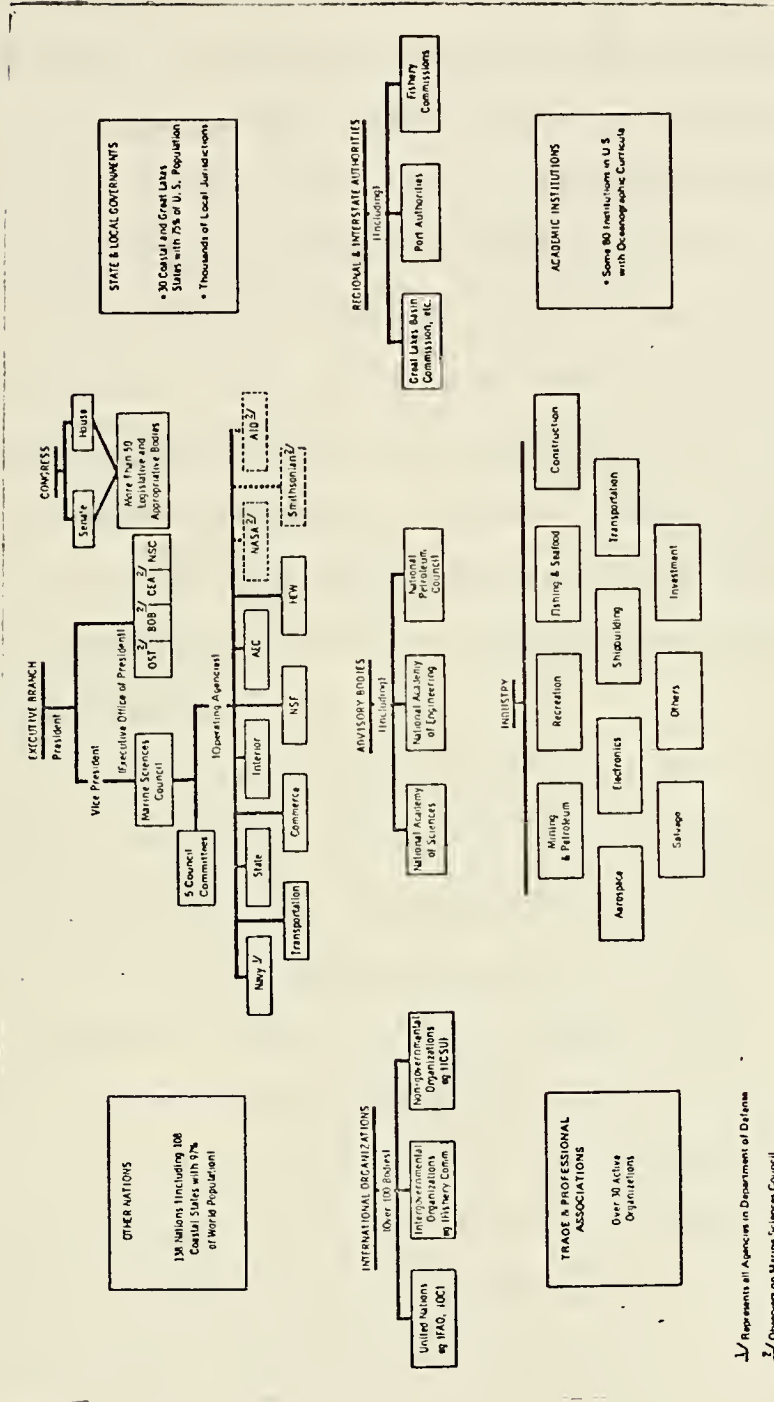 OTHER NATIONS
138 Nations (Including 108
Coastal States with 97%
of World Population)
EXECUTIVE BRANCH
President
Vice President
(Executive Office of President)
Marine Sciences
Council
OST 2/ BOB 2/ CEA 2/ NSC
5 Council
Committees
CONGRESS
Senate
House
More Than 50
Legislative and
Appropriative Bodies
(Operating Agencies)
Navy 1/
State
Interior
AEC
NASA 2/
AID 2/
Transportation
Commerce
NSF
HEW
Smithsonian 2/
STATE & LOCAL GOVERNMENTS
• 30 Coastal and Great Lakes
States with 75% of U.S. Population
• Thousands of Local Jurisdictions
INTERNATIONAL ORGANIZATIONS
(Over 100 Bodies)
United Nations
eg (FAO, IOC)
Intergovernmental
Organizations
eg (Fishery Comm)
Non-governmental
Organizations
eg (ICSU)
ADVISORY BODIES
(Including)
National Academy
of Sciences
National Academy
of Engineering
National
Petroleum
Council
REGIONAL & INTERSTATE AUTHORITIES
(Including)
Great Lakes Basin
Commission, etc.
Port Authorities
Fishery
Commissions
TRADE & PROFESSIONAL
ASSOCIATIONS
Over 30 Active
Organizations
INDUSTRY
Mining
& Petroleum
Recreation
Fishing & Seafood
Construction
Aerospace
Electronics
Shipbuilding
Transportation
Salvage
Others
Investment
ACADEMIC INSTITUTIONS
• Some 80 Institutions in U S
with Oceanographic Curricula
1/ Represents all Agencies in Department of Defense
2/ Observers on Marine Sciences Council